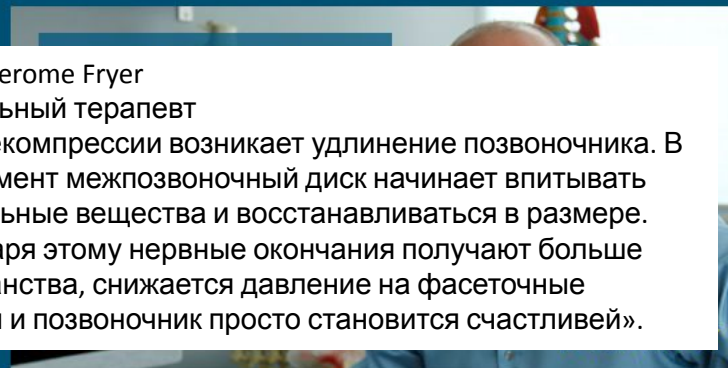 erome Fryer
ьный терапевт
екомпрессии возникает удлинение позвоночника. В
мент межпозвоночный диск начинает впитывать
льные вещества и восстанавливаться в размере.
аря этому нервные окончания получают больше
анства, снижается давление на фасеточные
и позвоночник просто становится счастливей».